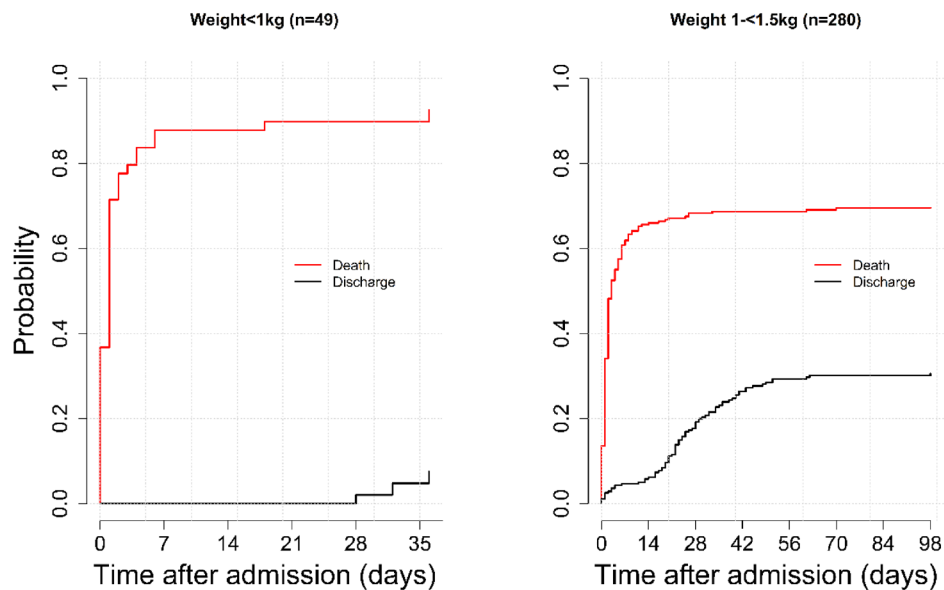 Weight<1kg (n=49)
Probability
1.0
0.8
0.6
0.4
0.2
0.0
Death
Discharge
0 7 14 21 28 35
Time after admission (days)
Weight 1-<1.5kg (n=280)
1.0
0.8
0.6
0.4
0.2
0.0
Death
Discharge
0 14 28 42 56 70 84 98
Time after admission (days)